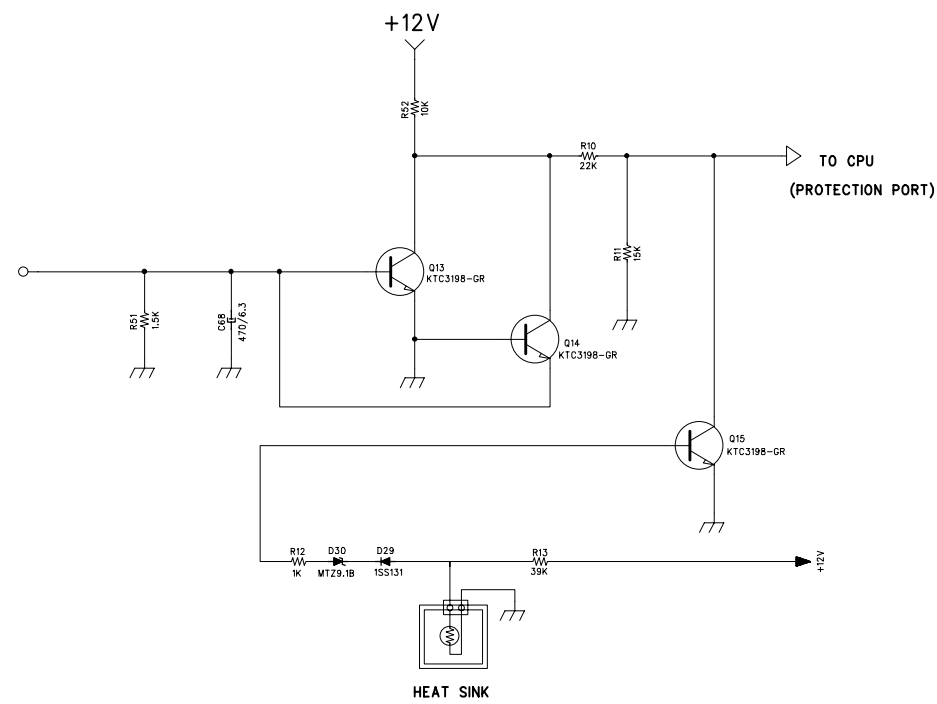 +12V
R52
10K
R10
22K
TO CPU
(PROTECTION PORT)
R11
15K
Q13
KTC3198-GR
R51
1.5K
C68
470/6.3
Q14
KTC3198-GR
Q15
KTC3198-GR
R12
1K
D30
MTZ9.1B
D29
1SS131
R13
39K
+12V
HEAT SINK